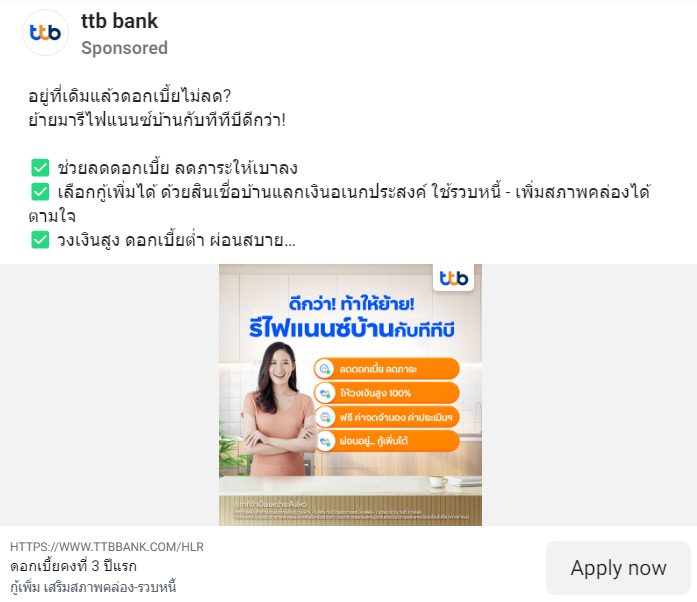 ttb
ttb bank
Sponsored
อยู่ที่เดิมแล้วดอกเบี้ยไม่ลด?
ย้ายมารีไฟแนนซ์บ้านกับทีทีบีดีกว่า!
ช่วยลดดอกเบี้ย ลดภาระให้เบาลง
เลือกกู้เพิ่มได้ ด้วยสินเชื่อบ้านแลกเงินอเนกประสงค์ ใช้รวบหนี้ - เพิ่มสภาพคล่องได้
ตามใจ
วงเงินสูง ดอกเบี้ยต่ำ ผ่อนสบาย...
ttb
ดีกว่า! ท้าให้ย้าย!
รีไฟแนนซ์บ้านกับทีทีบี
ลดดอกเบี้ย ลดภาระ
ให้วงเงินสูง 100%
ฟรี ค่าจดจำนอง ค่าประเมินฯ
ผ่อนอยู่... กู้เพิ่มได้
HTTPS://WWW.TTBBANK.COM/HLR
ดอกเบี้ยคงที่ 3 ปีแรก
กู้เพิ่ม เสริมสภาพคล่อง-รวบหนี้
Apply now